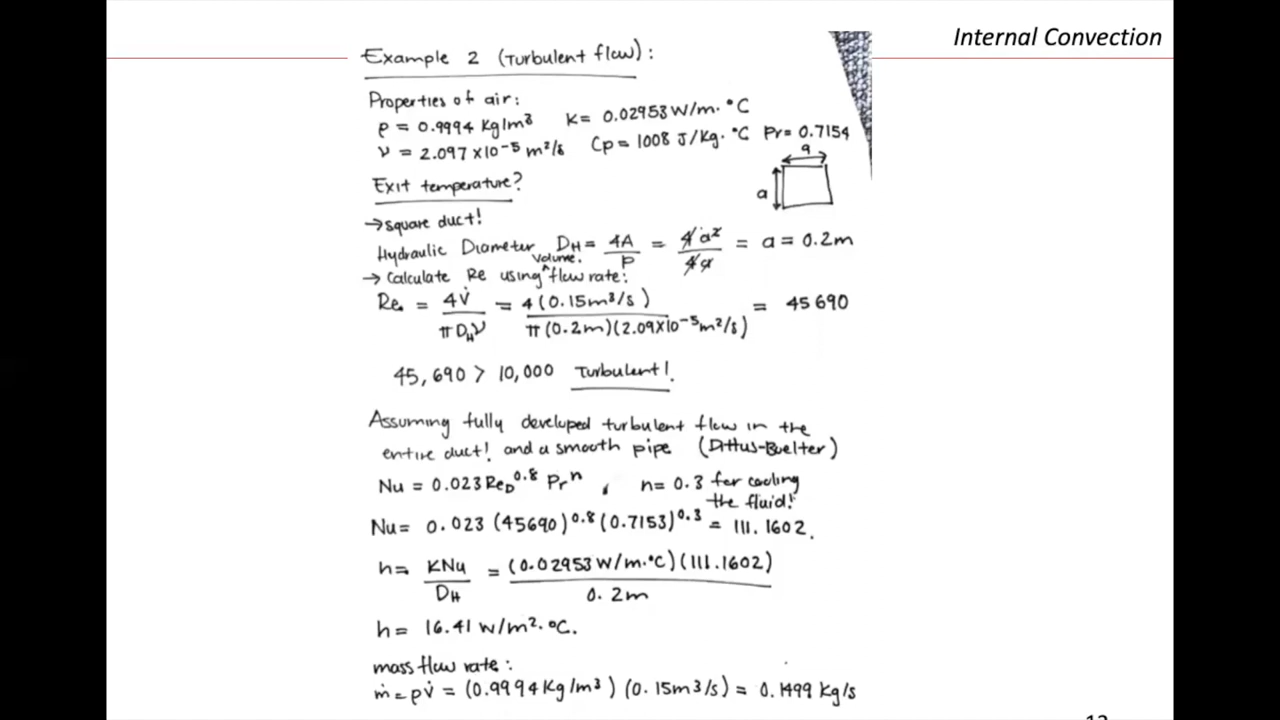 Internal Convection
Example 2 (Turbulent flow):
Properties of air:
ρ = 0.9994 Kg/m³ K = 0.02953 W/m·°C
ν = 2.097 x10⁻⁵ m²/s Cp = 1008 J/Kg·°C Pr = 0.7154
a
Exit temperature?
a
→ square duct!
Hydraulic Diameter D_H = 4A/P = 4a²/4a = a = 0.2m
→ Calculate Re using volume. flow rate:
Re = 4V̇/πD_Hν = 4(0.15m³/s)/π(0.2m)(2.09x10⁻⁵m²/s) = 45690
45,690 > 10,000 Turbulent!
Assuming fully developed turbulent flow in the
entire duct! and a smooth pipe (Dittus-Boelter)
Nu = 0.023 Re_D^0.8 Pr^n , n = 0.3 for cooling
the fluid!
Nu = 0.023 (45690)^0.8 (0.7153)^0.3 = 111.1602.
h = KNu/D_H = (0.02953 W/m·°C)(111.1602)/0.2m
h = 16.41 W/m²·°C.
mass flow rate:
ṁ = ρV̇ = (0.9994 Kg/m³)(0.15m³/s) = 0.1499 Kg/s